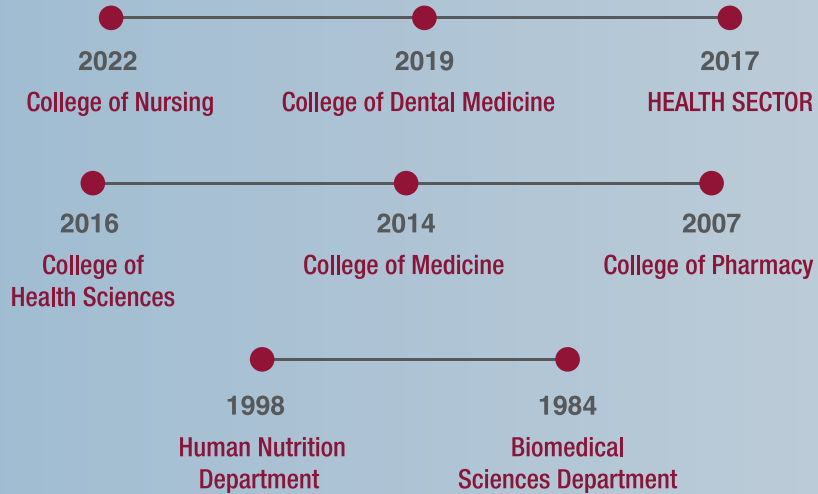 2022
College of Nursing
2019
College of Dental Medicine
2017
HEALTH SECTOR
2016
College of
Health Sciences
2014
College of Medicine
2007
College of Pharmacy
1998
Human Nutrition
Department
1984
Biomedical
Sciences Department